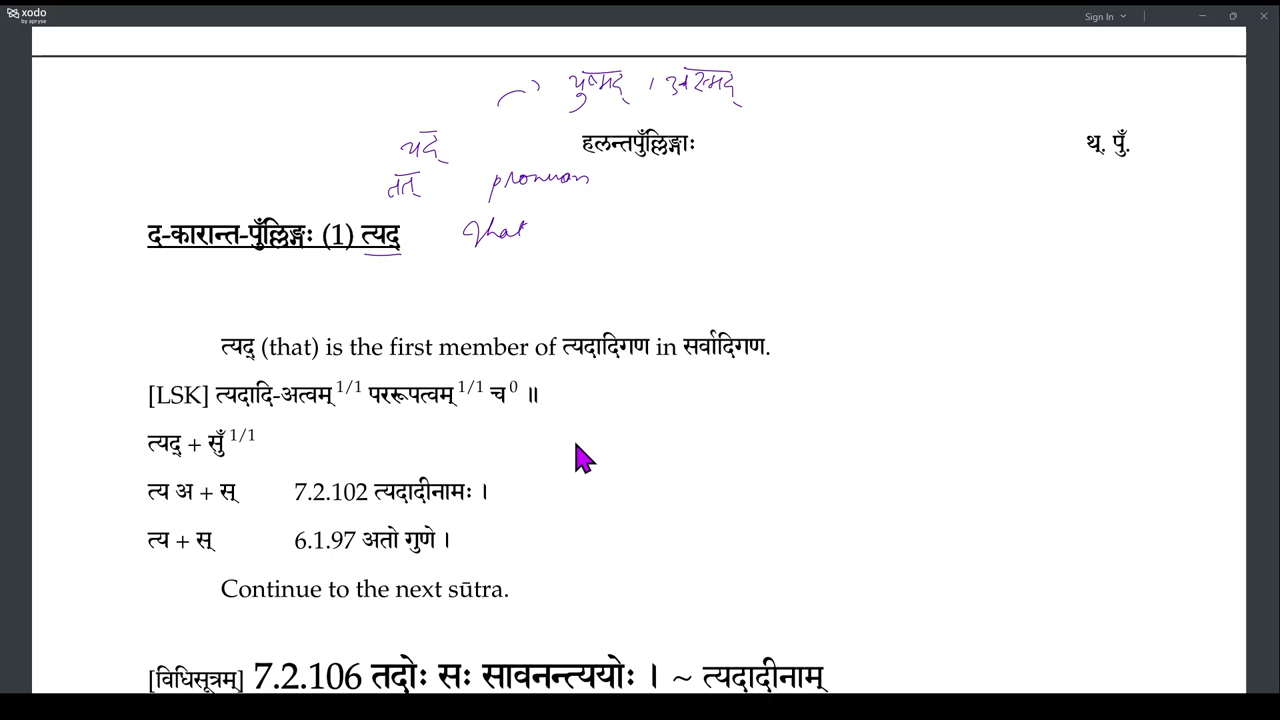 xodo
by apryse
Sign In
युष्मद् । अस्मद्
यद्
हलन्तपुँल्लिङ्गाः
थ्. पुँ.
तत् pronoun
द-कारान्त-पुँल्लिङ्गः (1) त्यद् that
त्यद् (that) is the first member of त्यदादिगण in सर्वादिगण.
[LSK] त्यदादि-अत्वम् 1/1 पररूपत्वम् 1/1 च 0 ॥
त्यद् + सुँ 1/1
त्य अ + स् 7.2.102 त्यदादीनामः ।
त्य + स् 6.1.97 अतो गुणे ।
Continue to the next sūtra.
[विधिसूत्रम्] 7.2.106 तदोः सः सावनन्त्ययोः । ~ त्यदादीनाम्